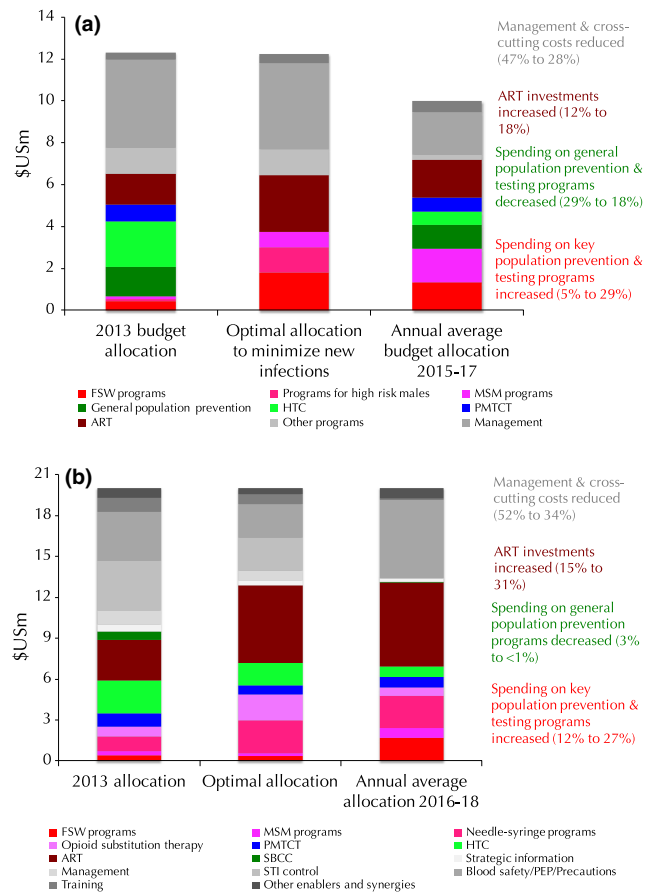 (a)
14
12
10
8
6
4
2
0
$USm
2013 budget
allocation
Optimal allocation
to minimize new
infections
Annual average
budget allocation
2015-17
Management & cross-
cutting costs reduced
(47% to 28%)
ART investments
increased (12% to
18%)
Spending on general
population prevention &
testing programs
decreased (29% to 18%)
Spending on key
population prevention &
testing programs
increased (5% to 29%)
FSW programs
Programs for high risk males
MSM programs
General population prevention
HTC
PMTCT
ART
Other programs
Management
(b)
21
18
15
12
9
6
3
0
$USm
2013 allocation
Optimal allocation
Annual average
allocation 2016-18
Management & cross-
cutting costs reduced
(52% to 34%)
ART investments
increased (15% to
31%)
Spending on general
population prevention
programs decreased (3%
to <1%)
Spending on key
population prevention &
testing programs
increased (12% to 27%)
FSW programs
MSM programs
Needle-syringe programs
Opioid substitution therapy
PMTCT
HTC
ART
SBCC
Strategic information
Management
STI control
Blood safety/PEP/Precautions
Training
Other enablers and synergies